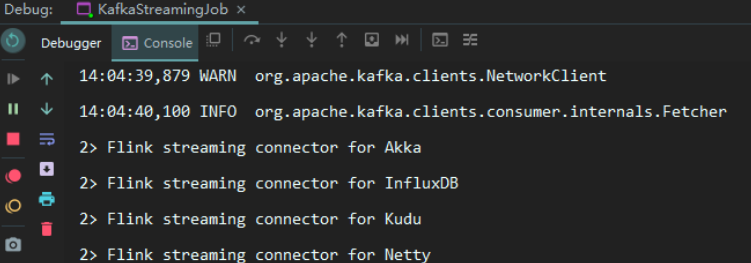 Debug: KafkaStreamingJob ×
Debugger Console
14:04:39,879 WARN org.apache.kafka.clients.NetworkClient
14:04:40,100 INFO org.apache.kafka.clients.consumer.internals.Fetcher
2> Flink streaming connector for Akka
2> Flink streaming connector for InfluxDB
2> Flink streaming connector for Kudu
2> Flink streaming connector for Netty